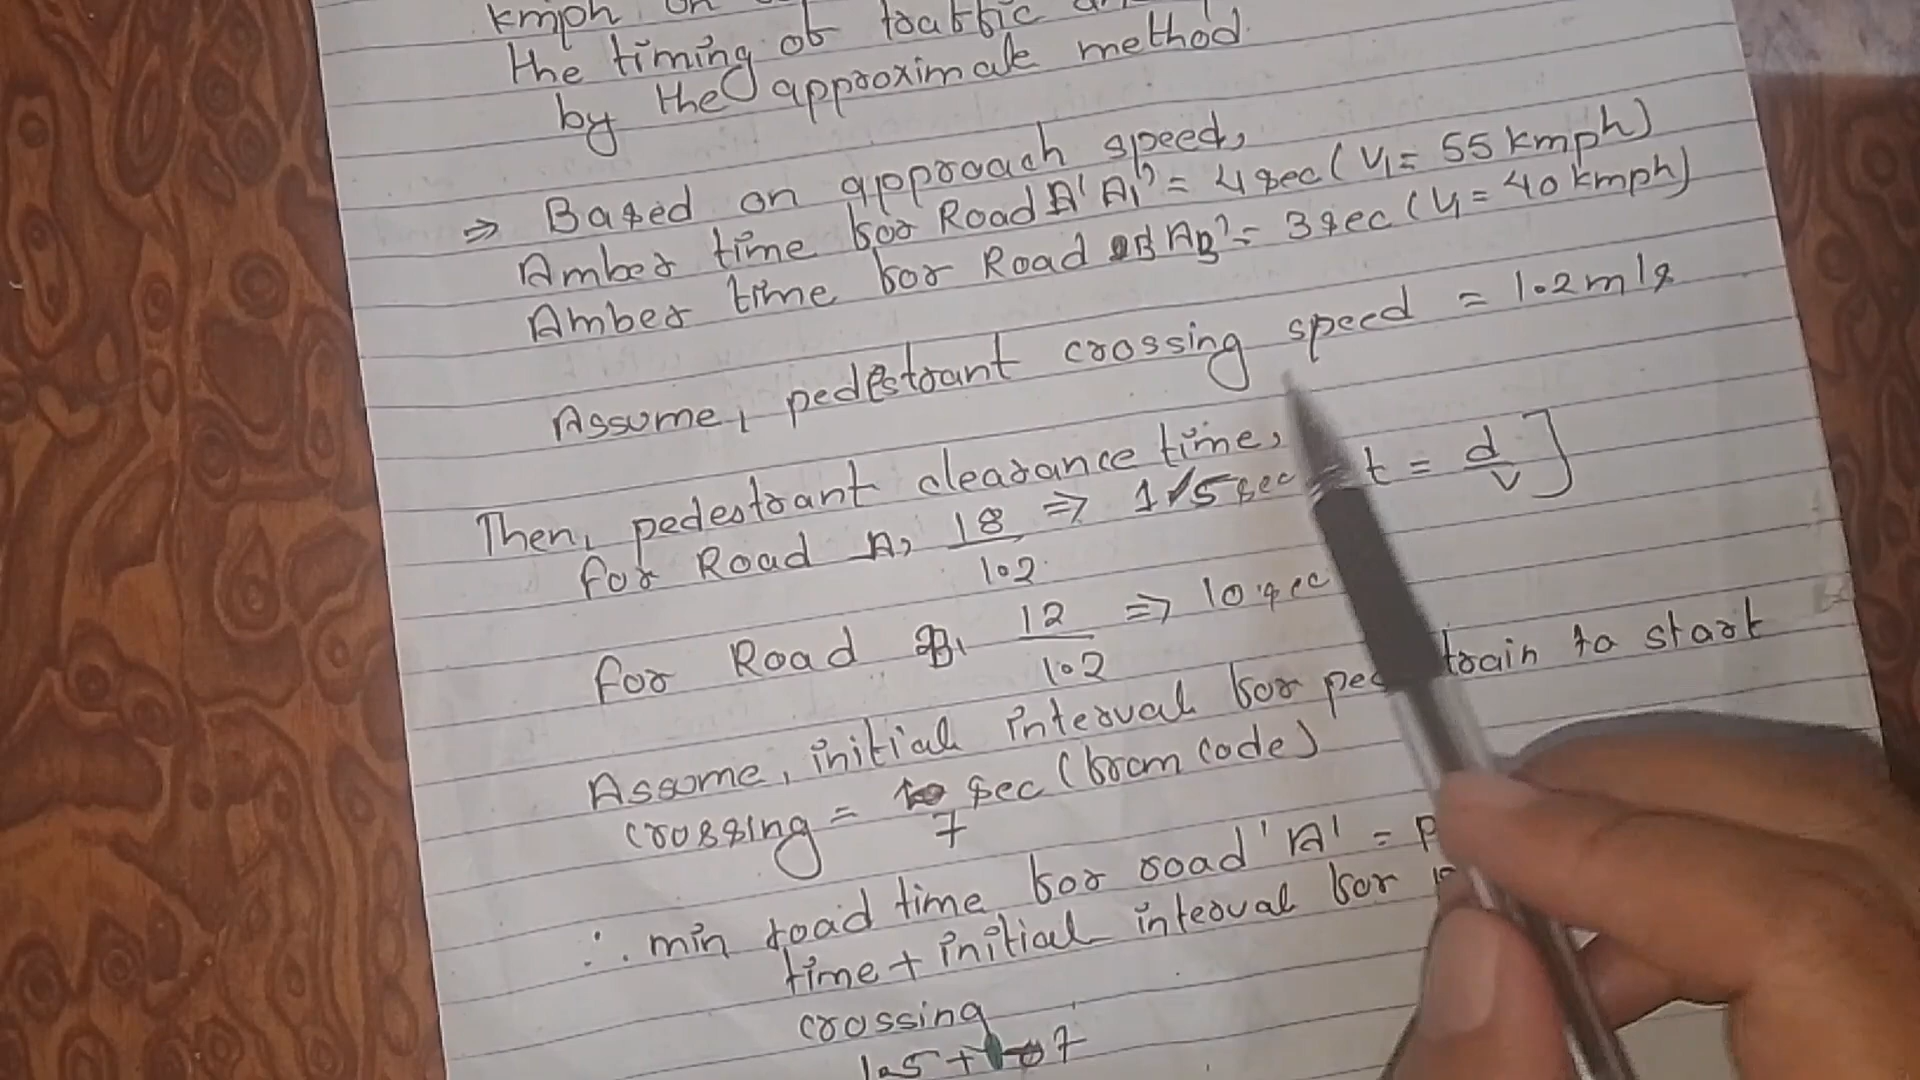 kmph on
the timing of traffic
by the approximate method.
⇒ Based on approach speed,
Amber time for Road A' A₁' = 4 sec ( V₁ = 55 kmph)
Amber time for Road B AB' = 3 sec ( V₁ = 40 kmph)
Assume, pedestrant crossing speed = 1.2 m/s
Then, pedestrant clearance time,
for Road A, 18/1.2 ⇒ 15 sec t = d/v ]
for Road B, 12/1.2 ⇒ 10 sec
Assume, initial interval for pe train to start
crossing = 7 sec (from code)
∴ min road time for road 'A' = P
time + initial interval for
crossing
15 + 7